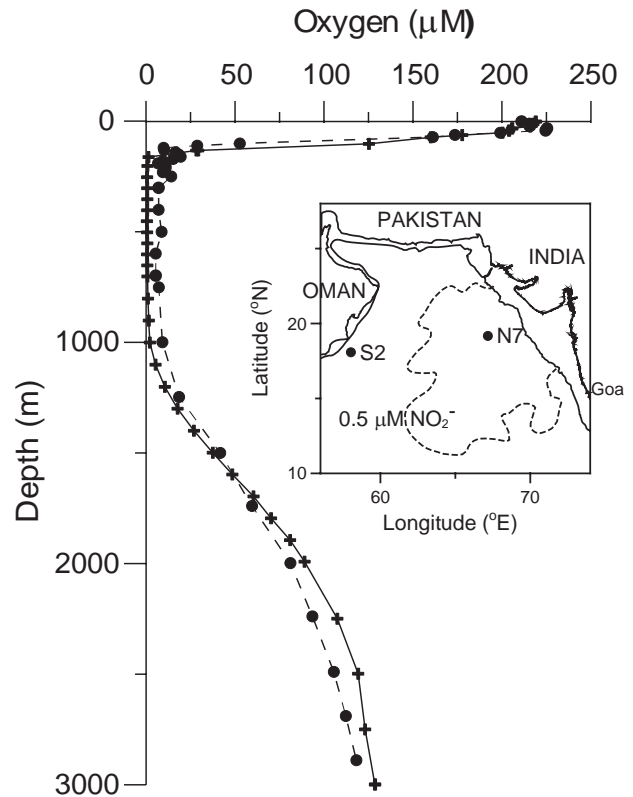 Oxygen (μM)
0 50 100 150 200 250
0
1000
2000
3000
Depth (m)
PAKISTAN
INDIA
OMAN
S2
N7
Goa
0.5 μM NO₂⁻
20
10
Latitude (°N)
60 70
Longitude (°E)